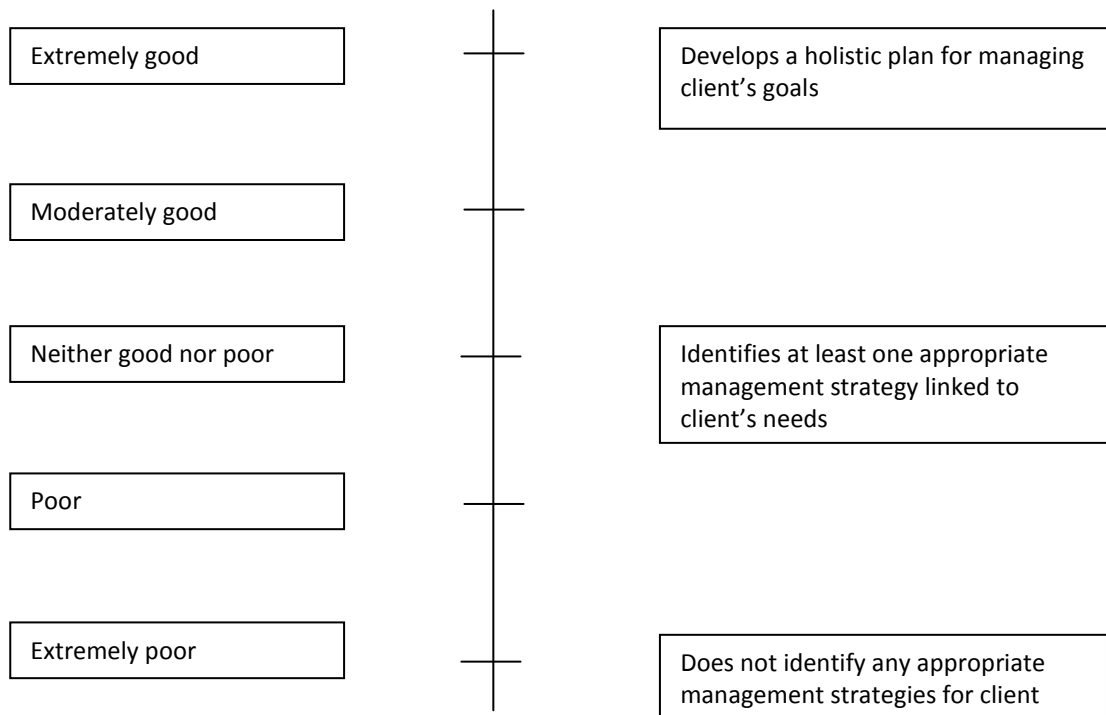 Extremely good
Develops a holistic plan for managing
client’s goals
Moderately good
Neither good nor poor
Identifies at least one appropriate
management strategy linked to
client’s needs
Poor
Extremely poor
Does not identify any appropriate
management strategies for client